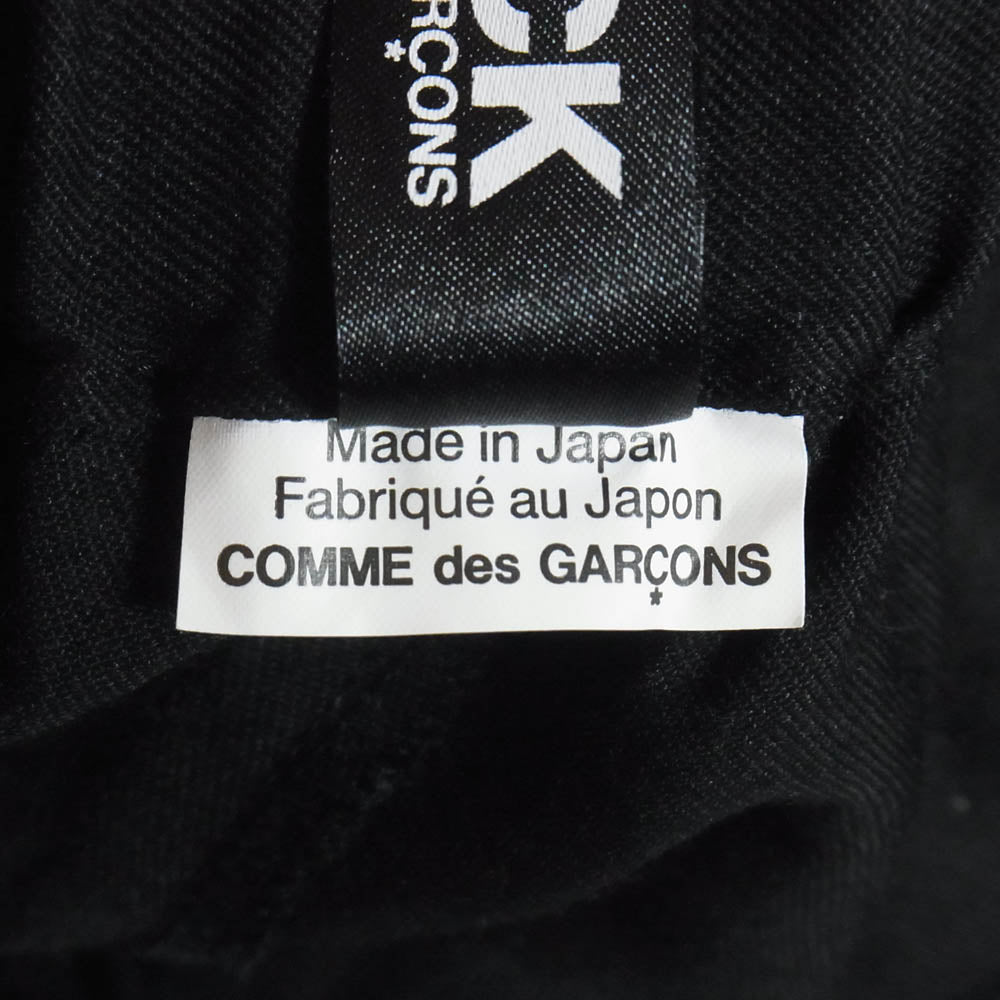 CK
RÇONS
Made in Japan
Fabriqué au Japon
COMME des GARÇONS